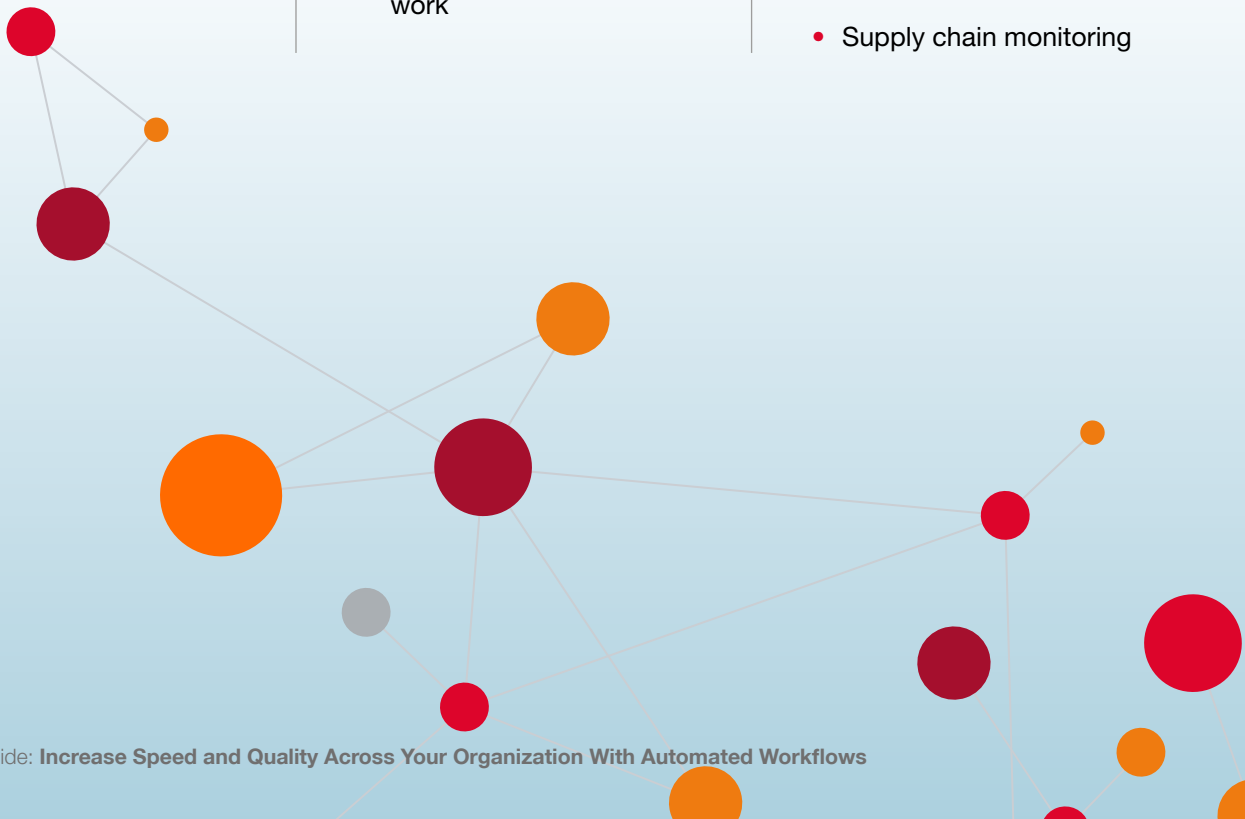 work
• Supply chain monitoring
ide: Increase Speed and Quality Across Your Organization With Automated Workflows